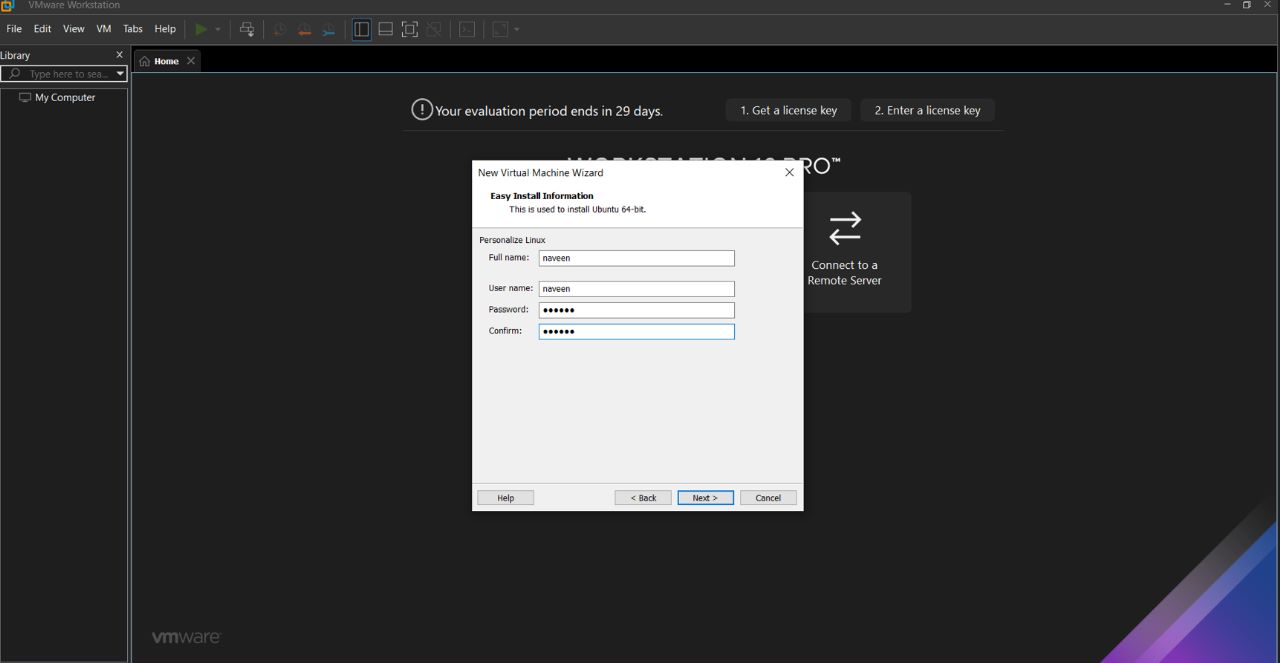 VMware Workstation
File Edit View VM Tabs Help
Library
Type here to sea...
My Computer
Home
! Your evaluation period ends in 29 days.
1. Get a license key
2. Enter a license key
PRO™
New Virtual Machine Wizard
Easy Install Information
This is used to install Ubuntu 64-bit.
Personalize Linux
Full name: naveen
User name: naveen
Password: ●●●●●●
Confirm: ●●●●●●
Help < Back Next > Cancel
Connect to a
Remote Server
vmware